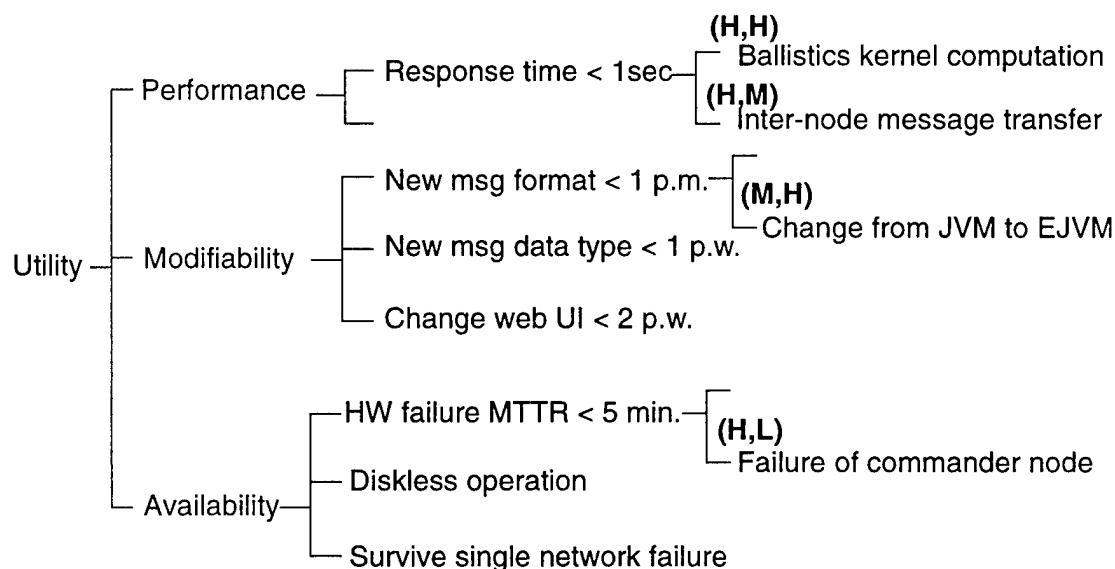 (H,H)
Response time < 1sec
Ballistics kernel computation
Performance
(H,M)
Inter-node message transfer
New msg format < 1 p.m.
(M,H)
Change from JVM to EJVM
New msg data type < 1 p.w.
Utility
Modifiability
Change web UI < 2 p.w.
HW failure MTTR < 5 min.
(H,L)
Failure of commander node
Diskless operation
Availability
Survive single network failure